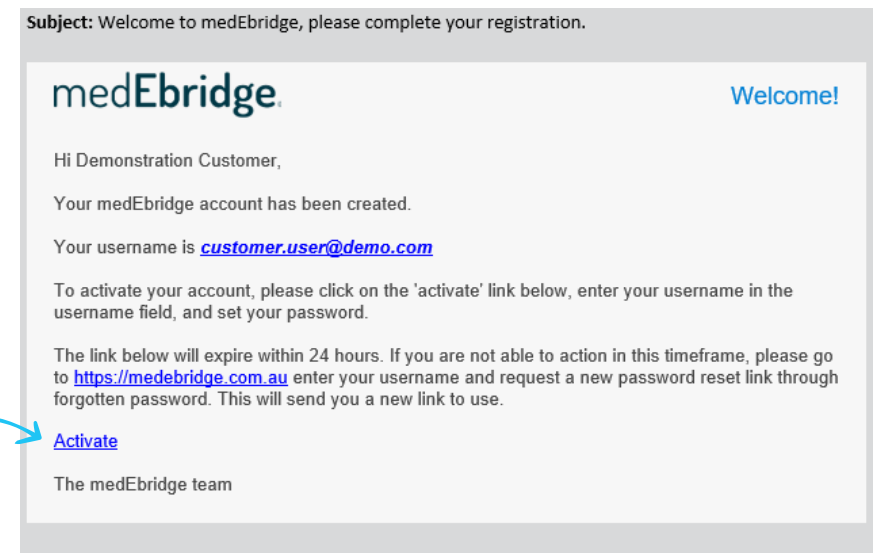 Subject: Welcome to medEbridge, please complete your registration.
medEbridge.
Welcome!
Hi Demonstration Customer,
Your medEbridge account has been created.
Your username is customer.user@demo.com
To activate your account, please click on the 'activate' link below, enter your username in the
username field, and set your password.
The link below will expire within 24 hours. If you are not able to action in this timeframe, please go
to https://medebridge.com.au enter your username and request a new password reset link through
forgotten password. This will send you a new link to use.
Activate
The medEbridge team